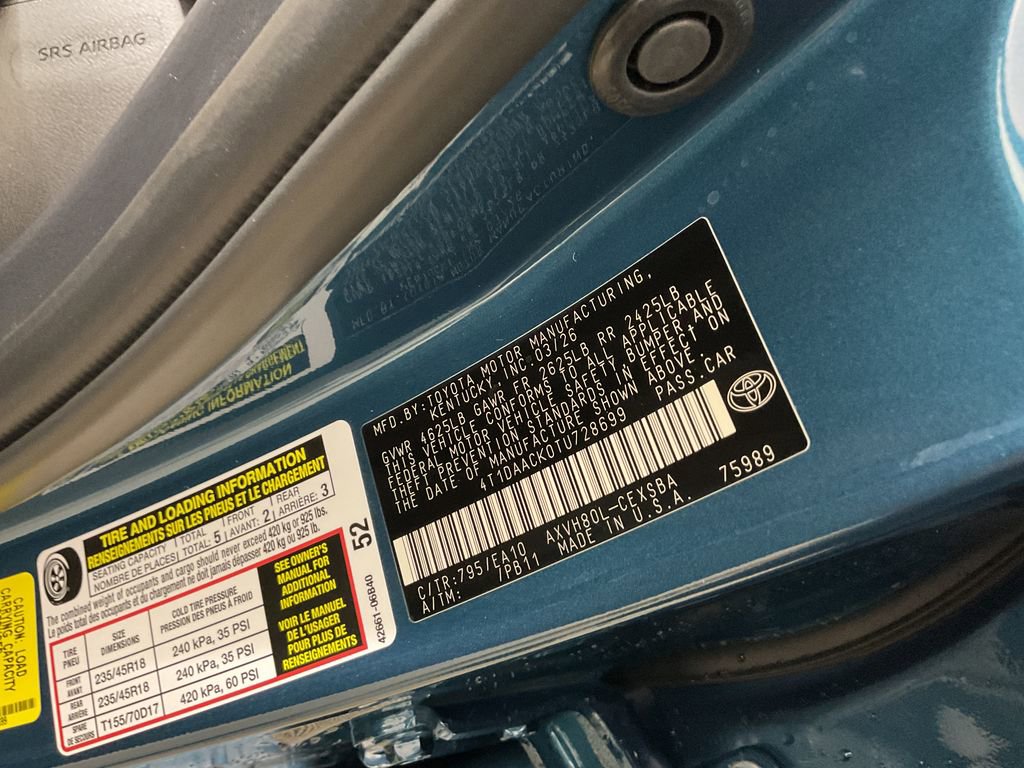 SRS AIRBAG
MFD.BY:TOYOTA MOTOR MANUFACTURING,
KENTUCKY,INC.03/26
GVWR 4625LB GAWR FR 2625LB RR 2425LB
THIS VEHICLE CONFORMS TO ALL APPLICABLE
FEDERAL MOTOR VEHICLE SAFETY, BUMPER,AND
THEFT PREVENTION STANDARDS IN EFFECT ON
THE DATE OF MANUFACTURE SHOWN ABOVE.
4T1DAACK0TU728699 PASS.CAR
C/TR:795/EA10 AXVH80L-CEXSBA
A/TM: /PB11 MADE IN U.S.A.
75989
TIRE AND LOADING INFORMATION
RENSEIGNEMENTS SUR LES PNEUS ET LE CHARGEMENT
SEATING CAPACITY TOTAL FRONT REAR
NOMBRE DE PLACES TOTAL: 5 AVANT: 2 ARRIÈRE: 3
The combined weight of occupants and cargo should never exceed 420 kg or 925 lbs.
Le poids total des occupants et du chargement ne doit jamais dépasser 420 kg ou 925 lb.
TIRE SIZE COLD TIRE PRESSURE
PNEU DIMENSIONS PRESSION DES PNEUS À FROID
FRONT
AVANT 235/45R18 240 kPa, 35 PSI
REAR
ARRIÈRE 235/45R18 240 kPa, 35 PSI
SPARE
DE SECOURS T155/70D17 420 kPa, 60 PSI
SEE OWNER'S
MANUAL FOR
ADDITIONAL
INFORMATION
VOIR LE MANUEL
DE L'USAGER
POUR PLUS DE
RENSEIGNEMENTS
52
42661-06B40
CAUTION: LOAD
CARRYING CAPACITY